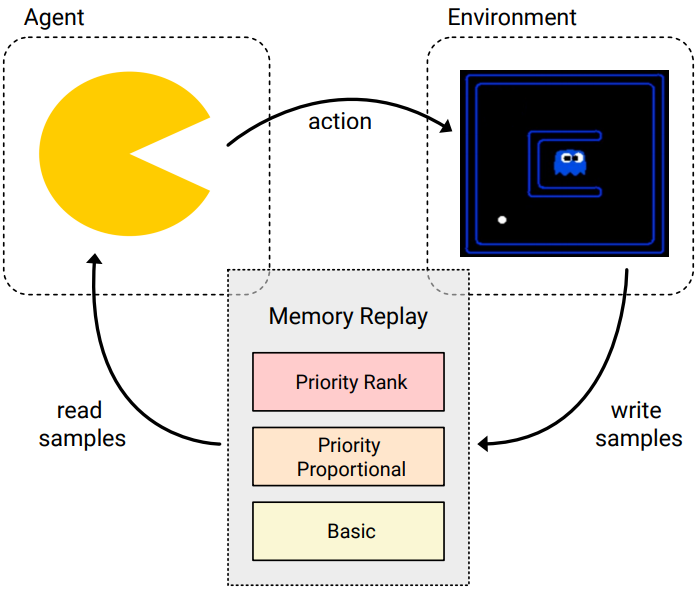 Agent
Environment
action
Memory Replay
Priority Rank
Priority
Proportional
Basic
read
samples
write
samples